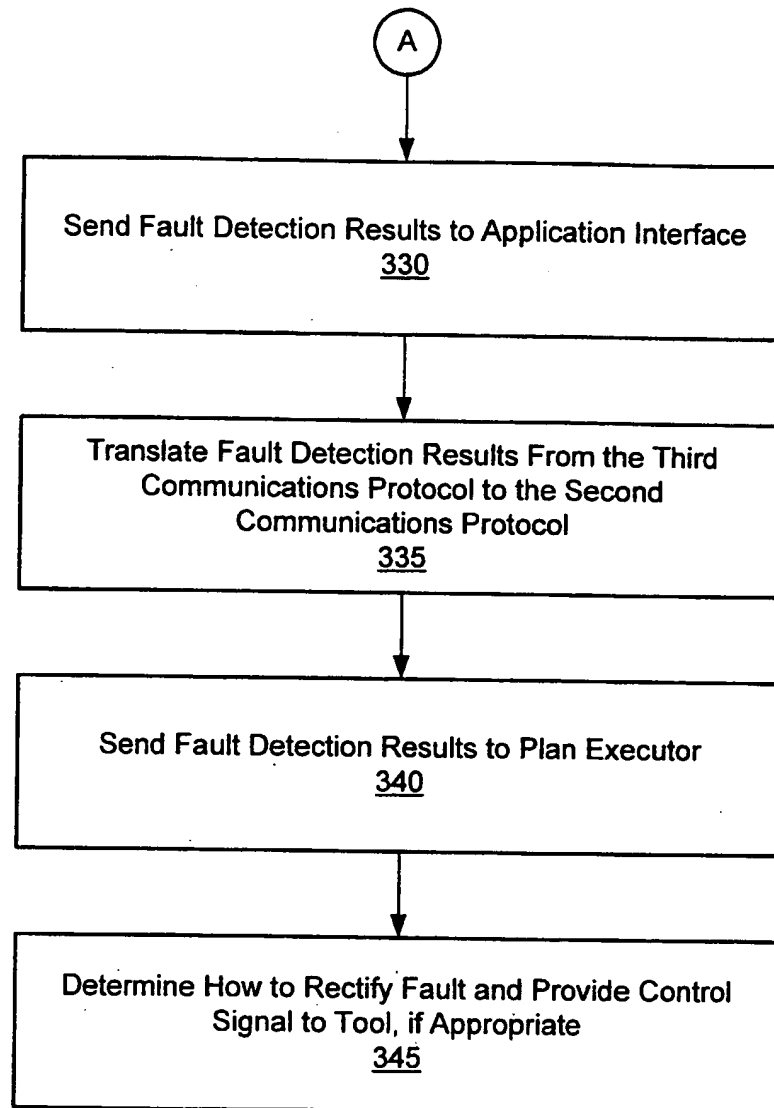 A
Send Fault Detection Results to Application Interface
330
Translate Fault Detection Results From the Third
Communications Protocol to the Second
Communications Protocol
335
Send Fault Detection Results to Plan Executor
340
Determine How to Rectify Fault and Provide Control
Signal to Tool, if Appropriate
345